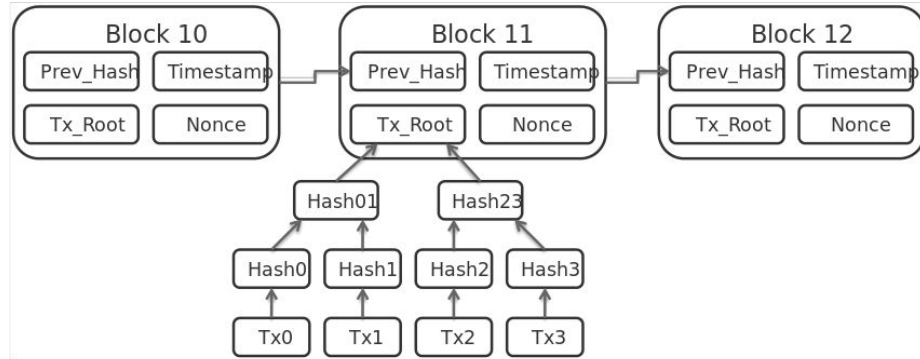 Block 10 Block 11 Block 12
Prev_Hash Timestamp Prev_Hash Timestamp Prev_Hash Timestamp
Tx_Root Nonce Tx_Root Nonce Tx_Root Nonce
Hash01 Hash23
Hash0 Hash1 Hash2 Hash3
Tx0 Tx1 Tx2 Tx3